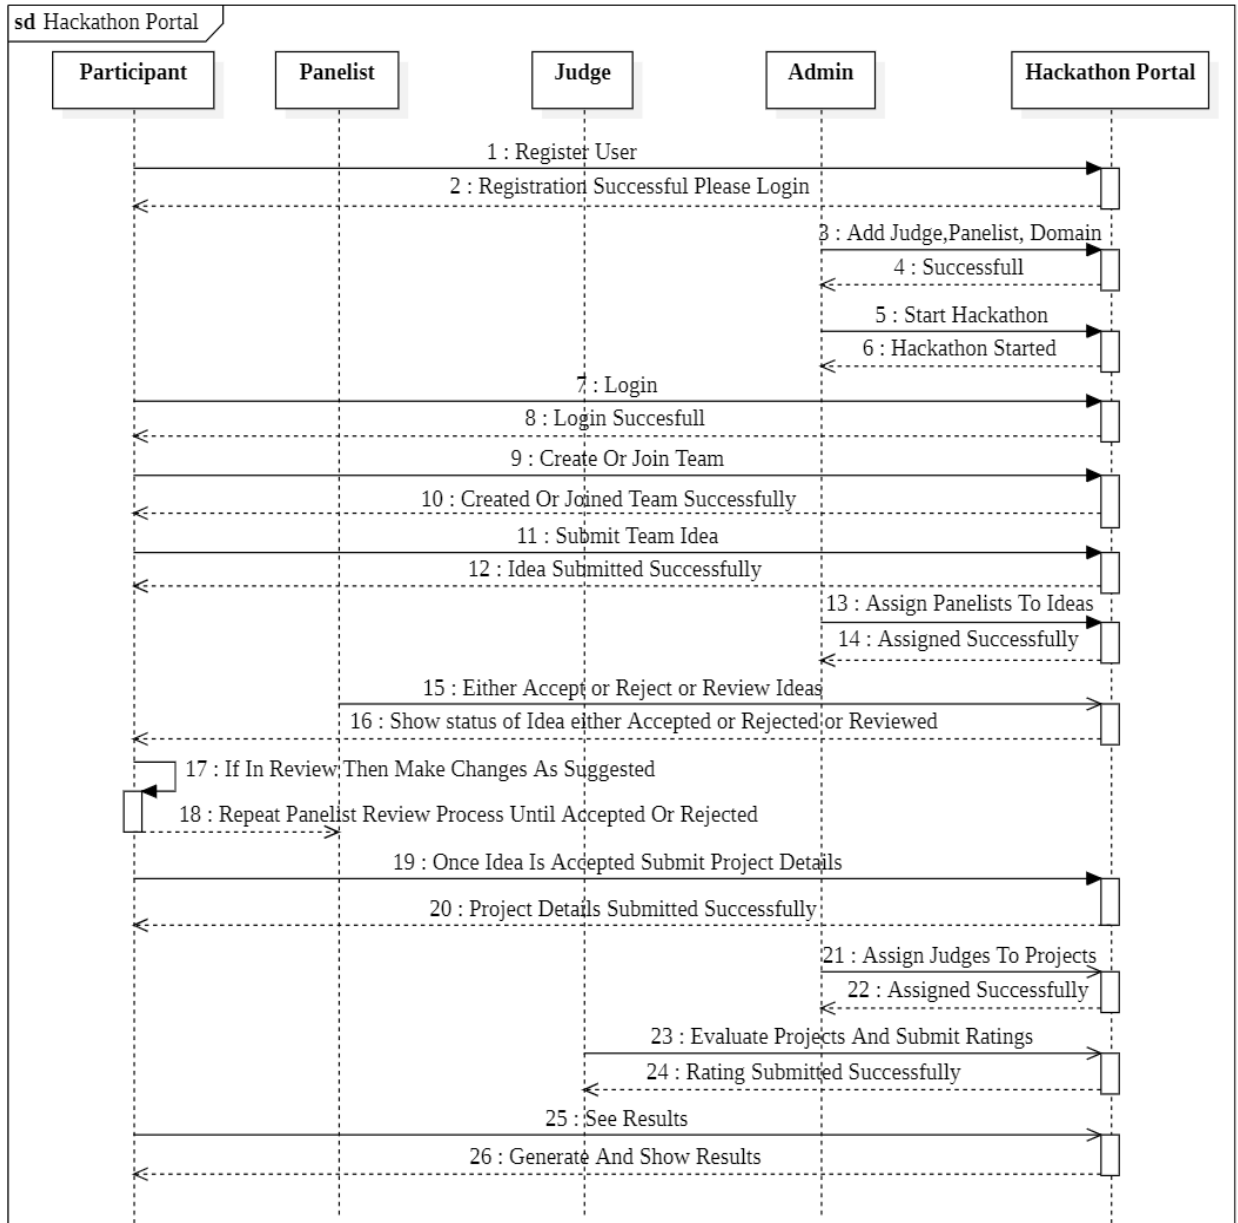 sd Hackathon Portal
Participant Panelist Judge Admin Hackathon Portal
1 : Register User
2 : Registration Successful Please Login
3 : Add Judge,Panelist, Domain
4 : Successfull
5 : Start Hackathon
6 : Hackathon Started
7 : Login
8 : Login Succesfull
9 : Create Or Join Team
10 : Created Or Joined Team Successfully
11 : Submit Team Idea
12 : Idea Submitted Successfully
13 : Assign Panelists To Ideas
14 : Assigned Successfully
15 : Either Accept or Reject or Review Ideas
16 : Show status of Idea either Accepted or Rejected or Reviewed
17 : If In Review Then Make Changes As Suggested
18 : Repeat Panelist Review Process Until Accepted Or Rejected
19 : Once Idea Is Accepted Submit Project Details
20 : Project Details Submitted Successfully
21 : Assign Judges To Projects
22 : Assigned Successfully
23 : Evaluate Projects And Submit Ratings
24 : Rating Submitted Successfully
25 : See Results
26 : Generate And Show Results